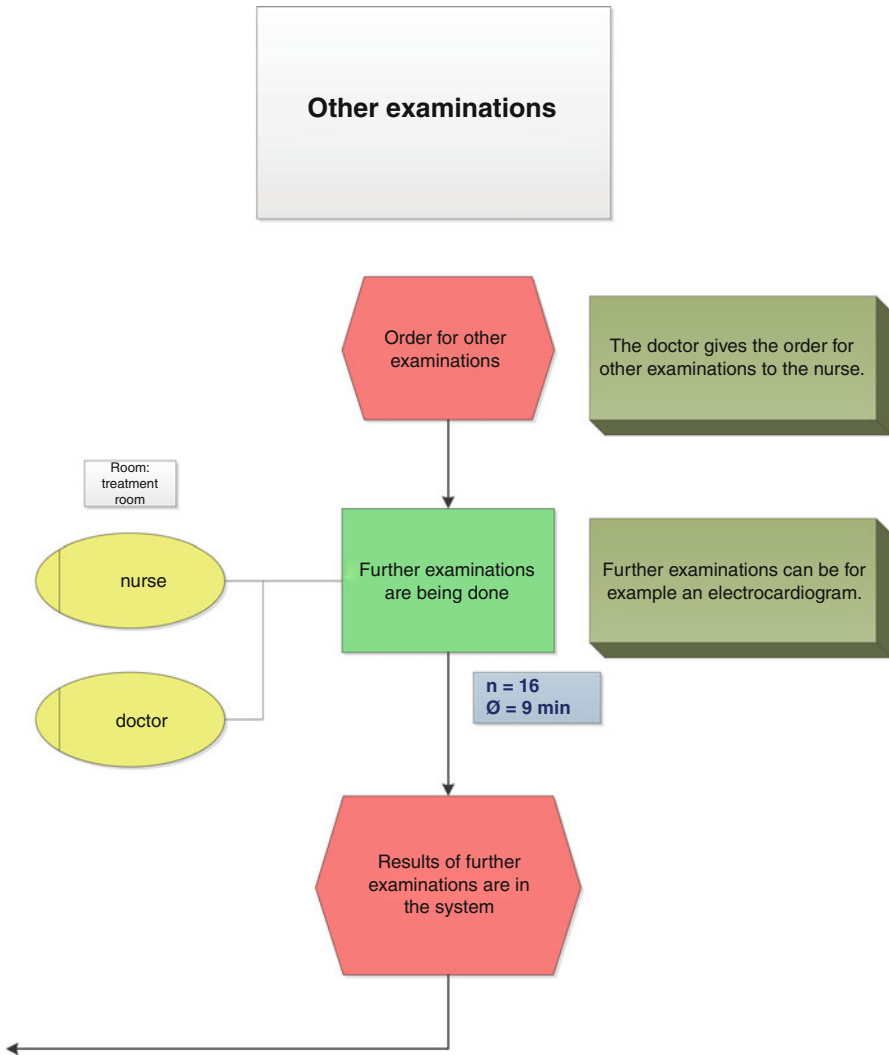 Other examinations
Order for other
examinations
The doctor gives the order for
other examinations to the nurse.
Room:
treatment
room
nurse
Further examinations
are being done
Further examinations can be for
example an electrocardiogram.
doctor
n = 16
Ø = 9 min
Results of further
examinations are in
the system